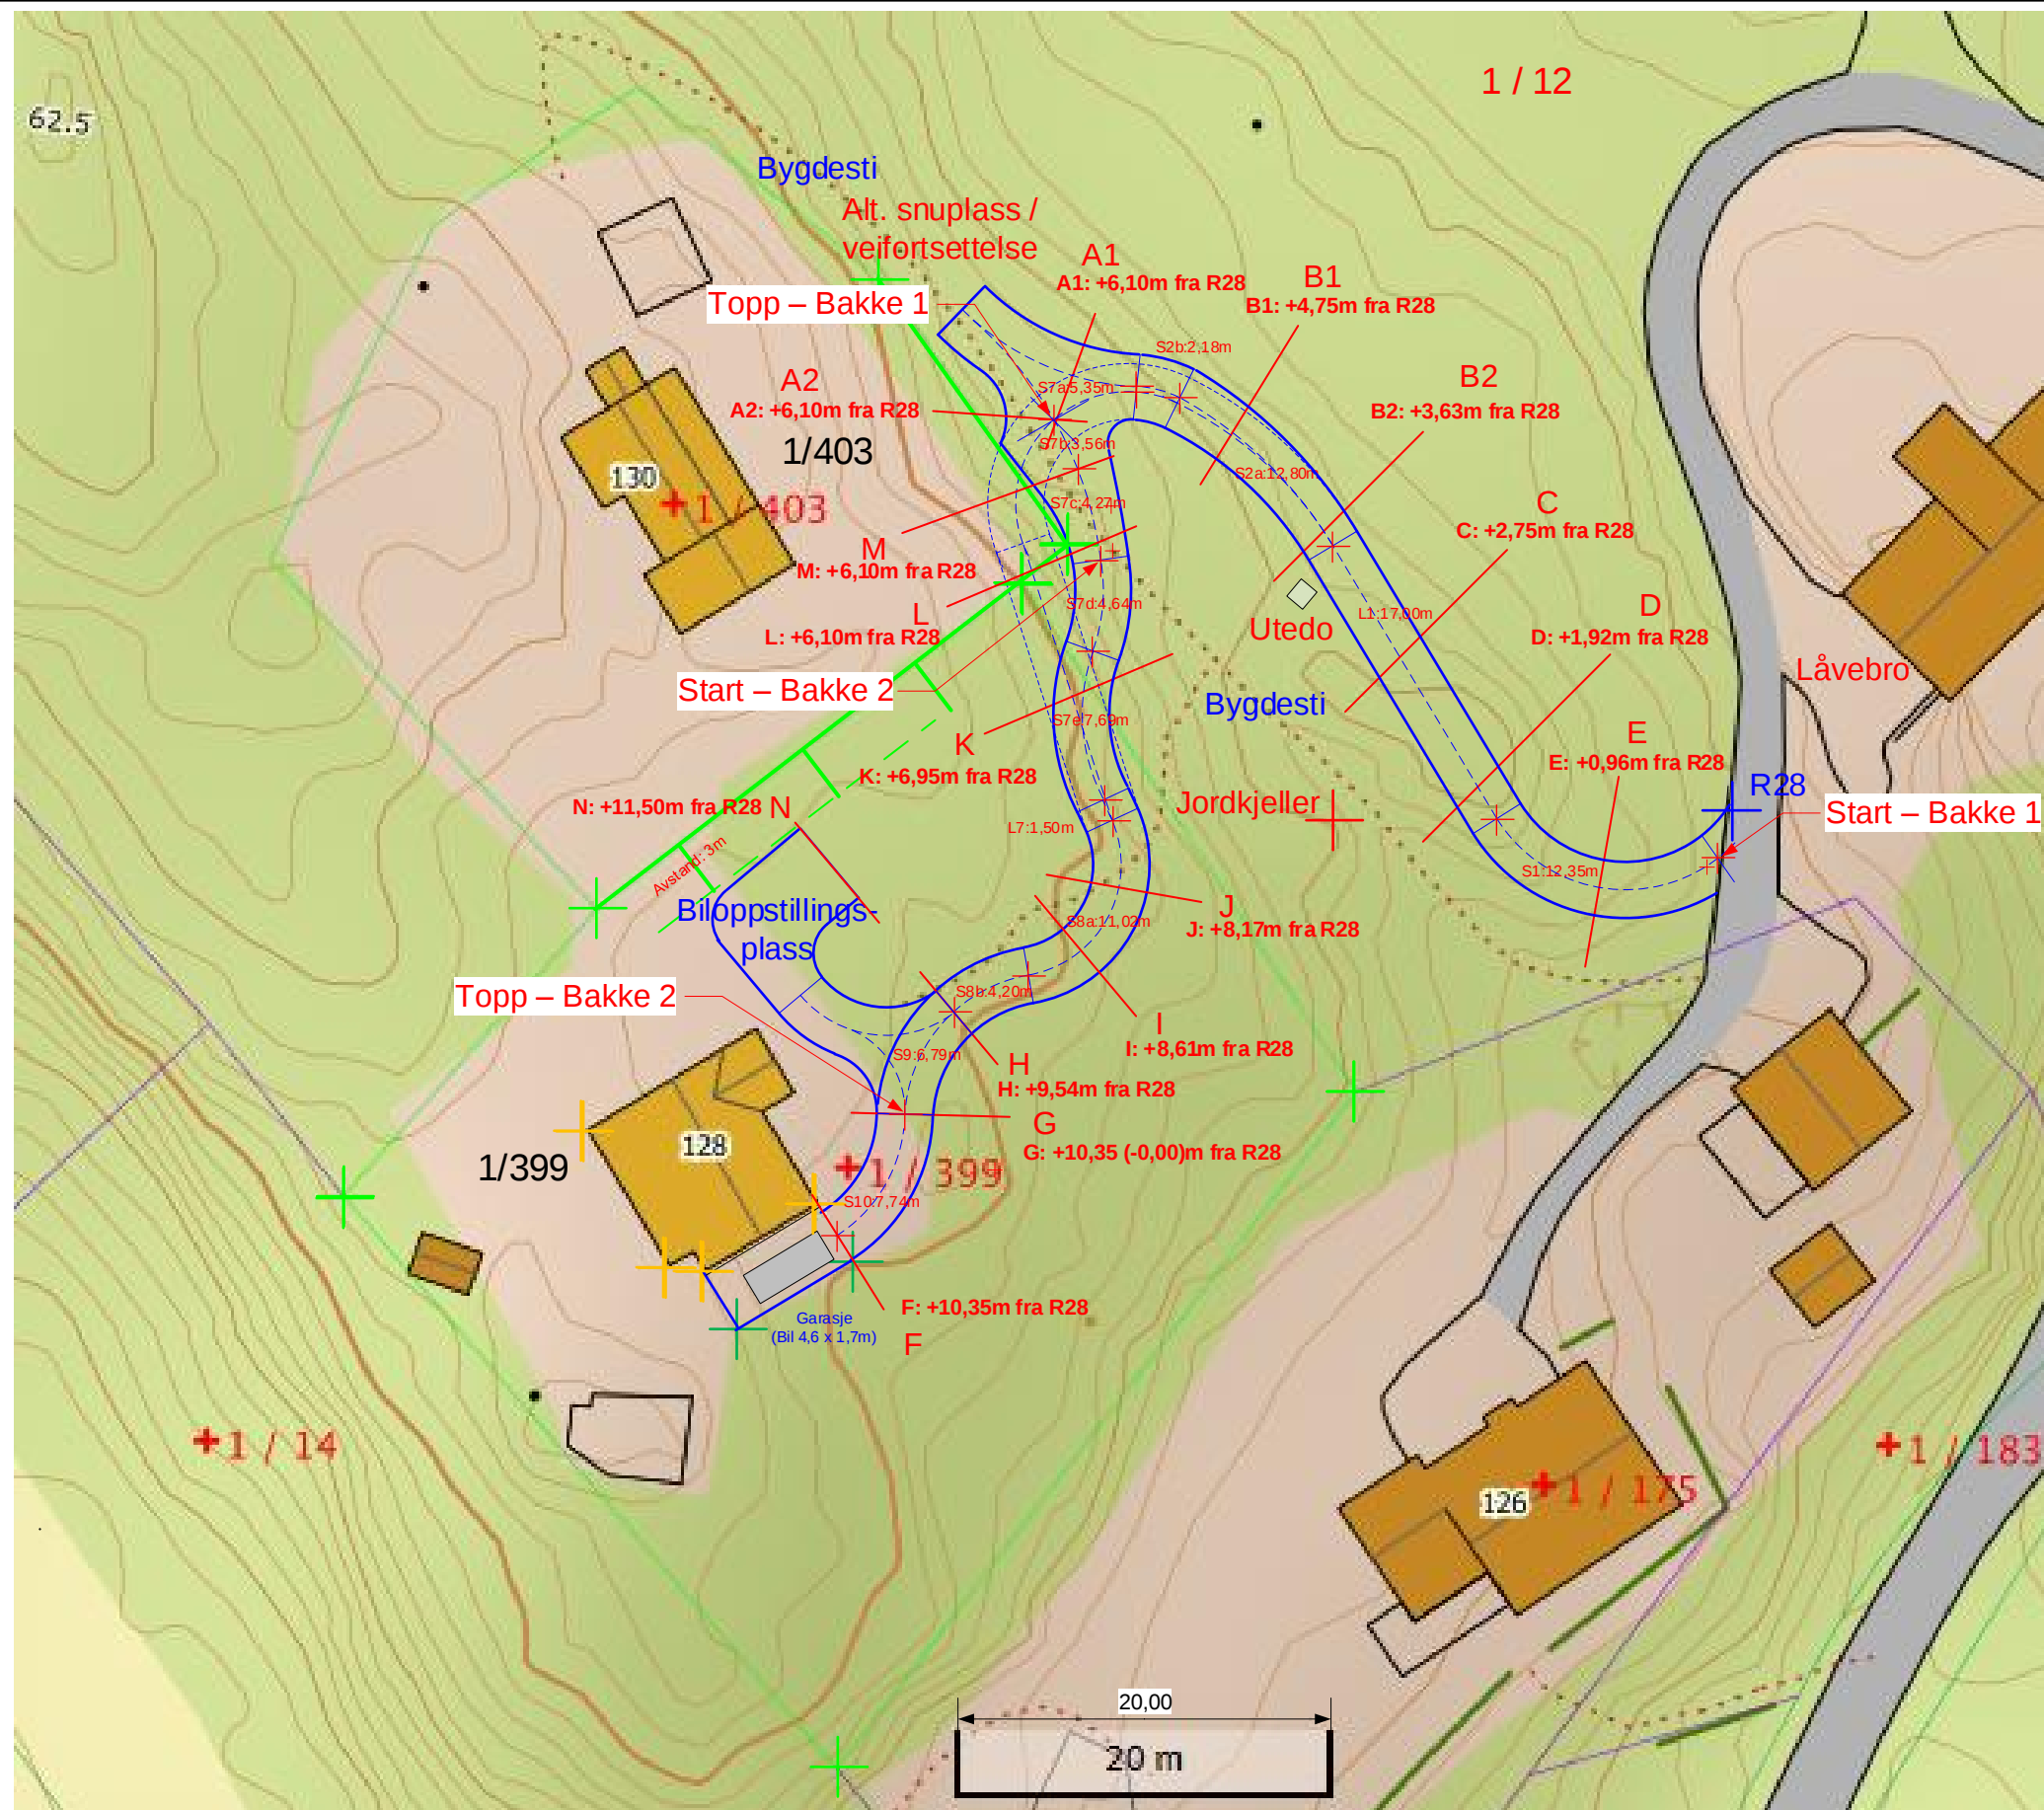 1 / 12
62.5
Bygdesti
Alt. snuplass /
veifortsettelse
A1
A1: +6,10m fra R28
B1
B1: +4,75m fra R28
Topp – Bakke 1
S2b:2,18m
A2
A2: +6,10m fra R28
S7a:5,35m
B2
B2: +3,63m fra R28
1/403
S7b:3,56m
130
1 / 403
S2a:12,80m
S7c:4,27m
C
C: +2,75m fra R28
M
M: +6,10m fra R28
L
L: +6,10m fra R28
S7d:4,64m
Utedo
L1:17,00m
D
D: +1,92m fra R28
Låvebro
Start – Bakke 2
Bygdesti
S7e:7,69m
K
K: +6,95m fra R28
E
E: +0,96m fra R28
R28
Start – Bakke 1
N: +11,50m fra R28
N
Jordkjeller
L7:1,50m
Avstand: 3m
S1:12,35m
Biloppstillings-
plass
J
J: +8,17m fra R28
S8a:11,02m
Topp – Bakke 2
S8b:4,20m
I
I: +8,61m fra R28
S9:6,79m
H
H: +9,54m fra R28
G
G: +10,35 (-0,00)m fra R28
128
1/399
1 / 399
S10:7,74m
F: +10,35m fra R28
F
Garasje
(Bil 4,6 x 1,7m)
1 / 14
126
1 / 175
1 / 183
20,00
20 m